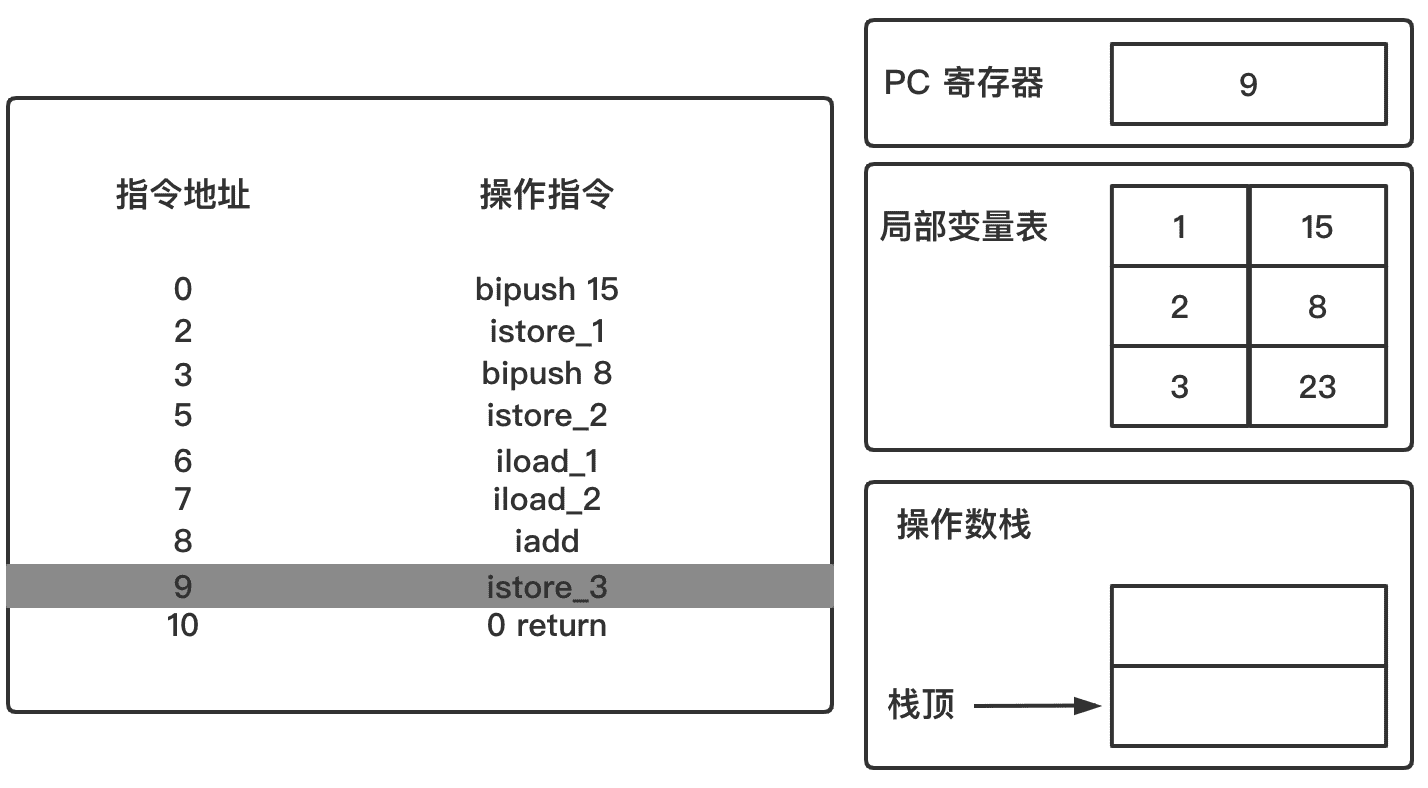 指令地址 操作指令
0 bipush 15
2 istore_1
3 bipush 8
5 istore_2
6 iload_1
7 iload_2
8 iadd
9 istore_3
10 0 return
PC 寄存器 9
局部变量表 1 15
2 8
3 23
操作数栈
栈顶